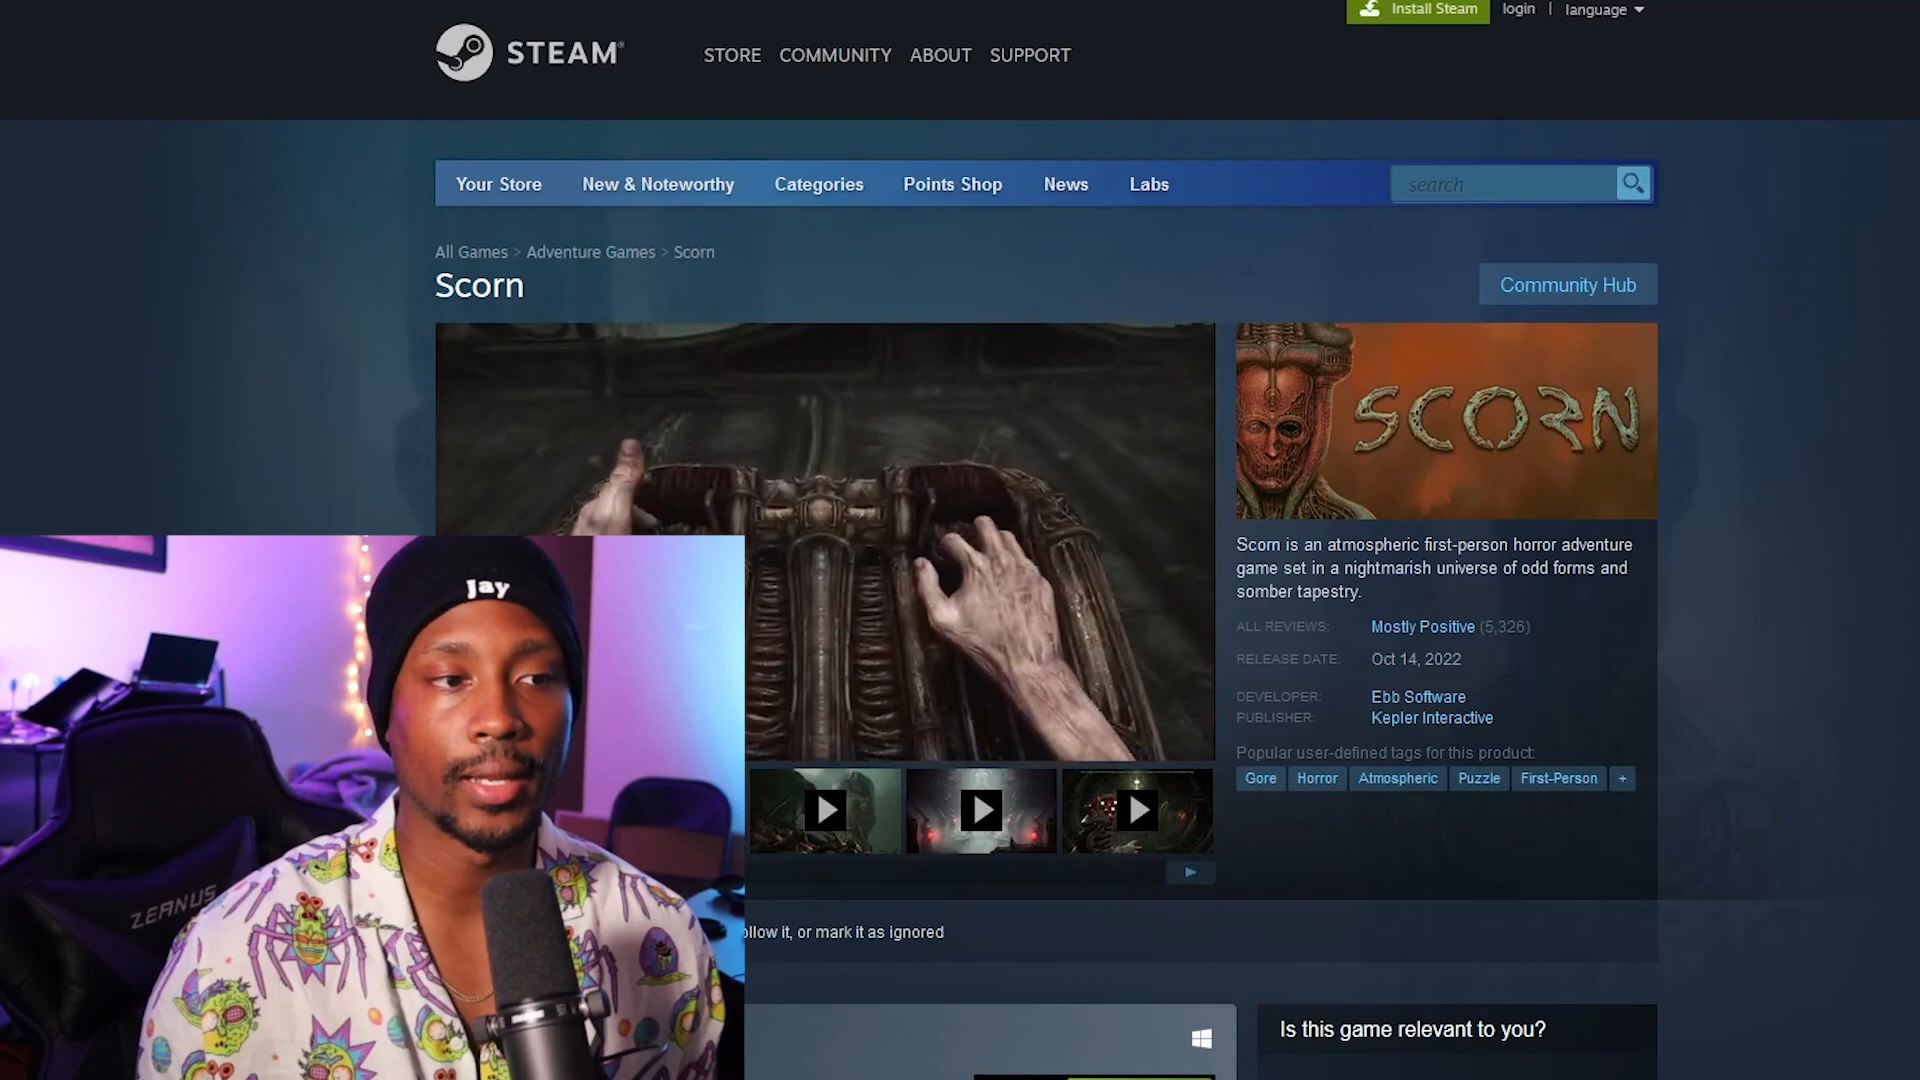 Install Steam login | language
STEAM® STORE COMMUNITY ABOUT SUPPORT
Your Store New & Noteworthy Categories Points Shop News Labs search
All Games > Adventure Games > Scorn
Scorn
Community Hub
SCORN
Scorn is an atmospheric first-person horror adventure
game set in a nightmarish universe of odd forms and
somber tapestry.
ALL REVIEWS: Mostly Positive (5,326)
RELEASE DATE: Oct 14, 2022
DEVELOPER: Ebb Software
PUBLISHER: Kepler Interactive
Popular user-defined tags for this product:
Gore Horror Atmospheric Puzzle First-Person +
Jay
ZEANUS
it, or mark it as ignored
Is this game relevant to you?